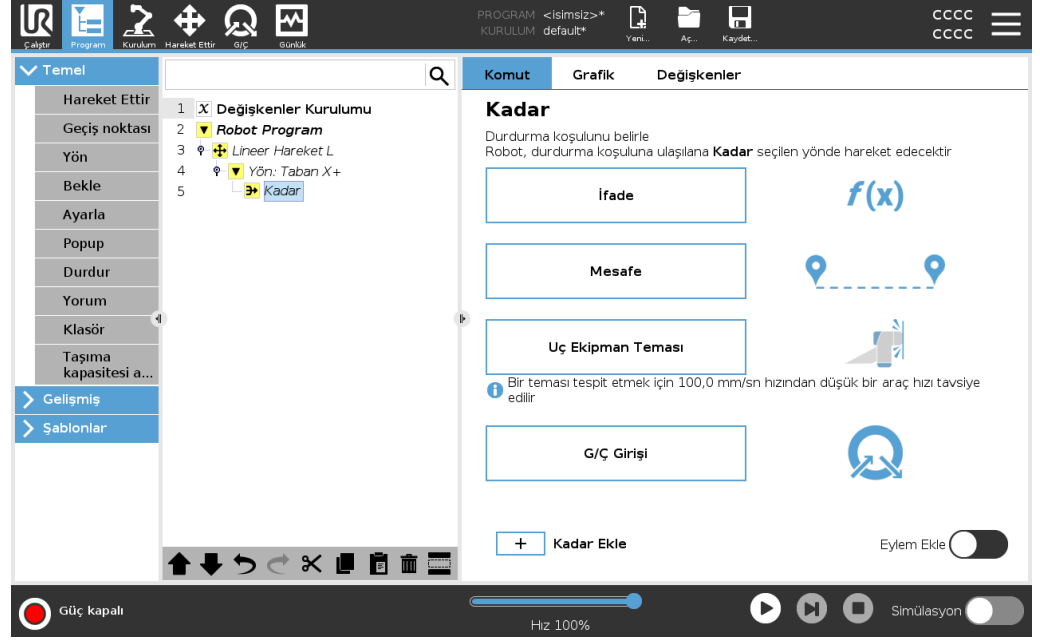 PROGRAM <isimsiz>*
KURULUM default*
Yeni...
Aç...
Kaydet...
CCCC
CCCC
UR
Çalıştır
Program
Kurulum
Hareket Ettir
G/Ç
Günlük
Temel
Hareket Ettir
Geçiş noktası
Yön
Bekle
Ayarla
Popup
Durdur
Yorum
Klasör
Taşıma
kapasitesi a...
Gelişmiş
Şablonlar
1 X Değişkenler Kurulumu
2 Robot Program
3 Lineer Hareket L
4 Yön: Taban X+
5 Kadar
Komut
Grafik
Değişkenler
Kadar
Durdurma koşulunu belirle
Robot, durdurma koşuluna ulaşılana Kadar seçilen yönde hareket edecektir
İfade
f(x)
Mesafe
Uç Ekipman Teması
Bir teması tespit etmek için 100,0 mm/sn hızından düşük bir araç hızı tavsiye
edilir
G/Ç Girişi
+ Kadar Ekle
Eylem Ekle
Güç kapalı
Hız 100%
Simülasyon